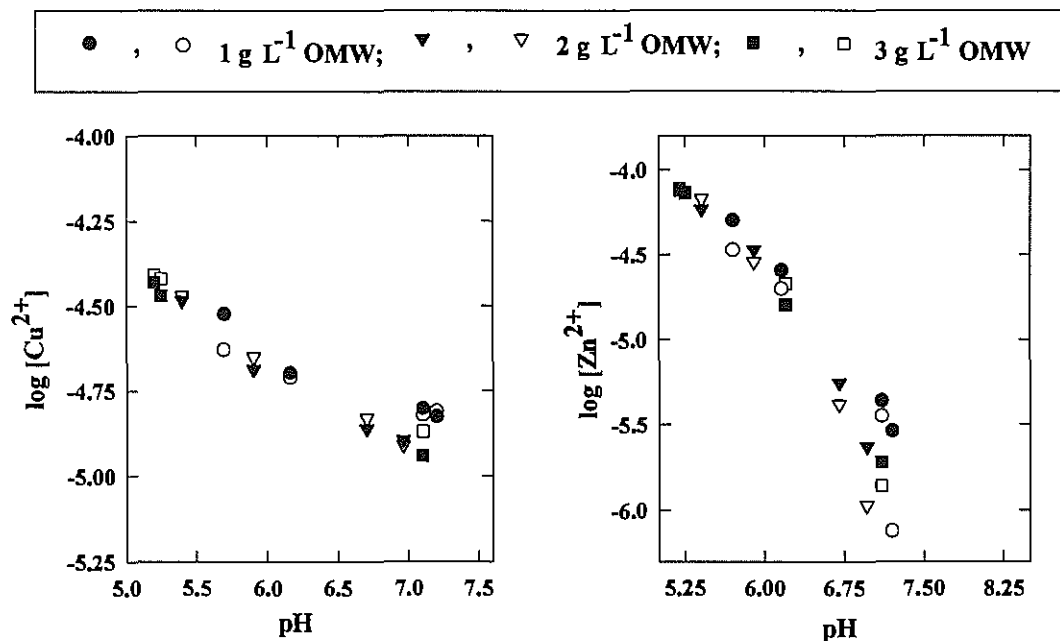 , 1 g L-1 OMW; , 2 g L-1 OMW; , 3 g L-1 OMW
-4.00
-4.25
-4.50
-4.75
-5.00
-5.25
log [Cu2+]
5.0 5.5 6.0 6.5 7.0 7.5
pH
-4.0
-4.5
-5.0
-5.5
-6.0
log [Zn2+]
5.25 6.00 6.75 7.50 8.25
pH